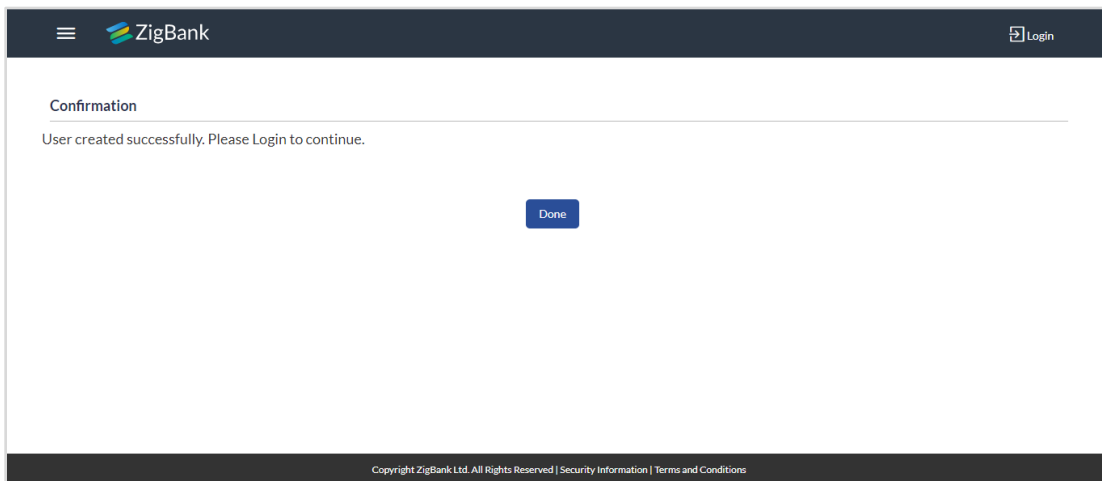 ZigBank
Login
Confirmation
User created successfully. Please Login to continue.
Done
Copyright ZigBank Ltd. All Rights Reserved | Security Information | Terms and Conditions